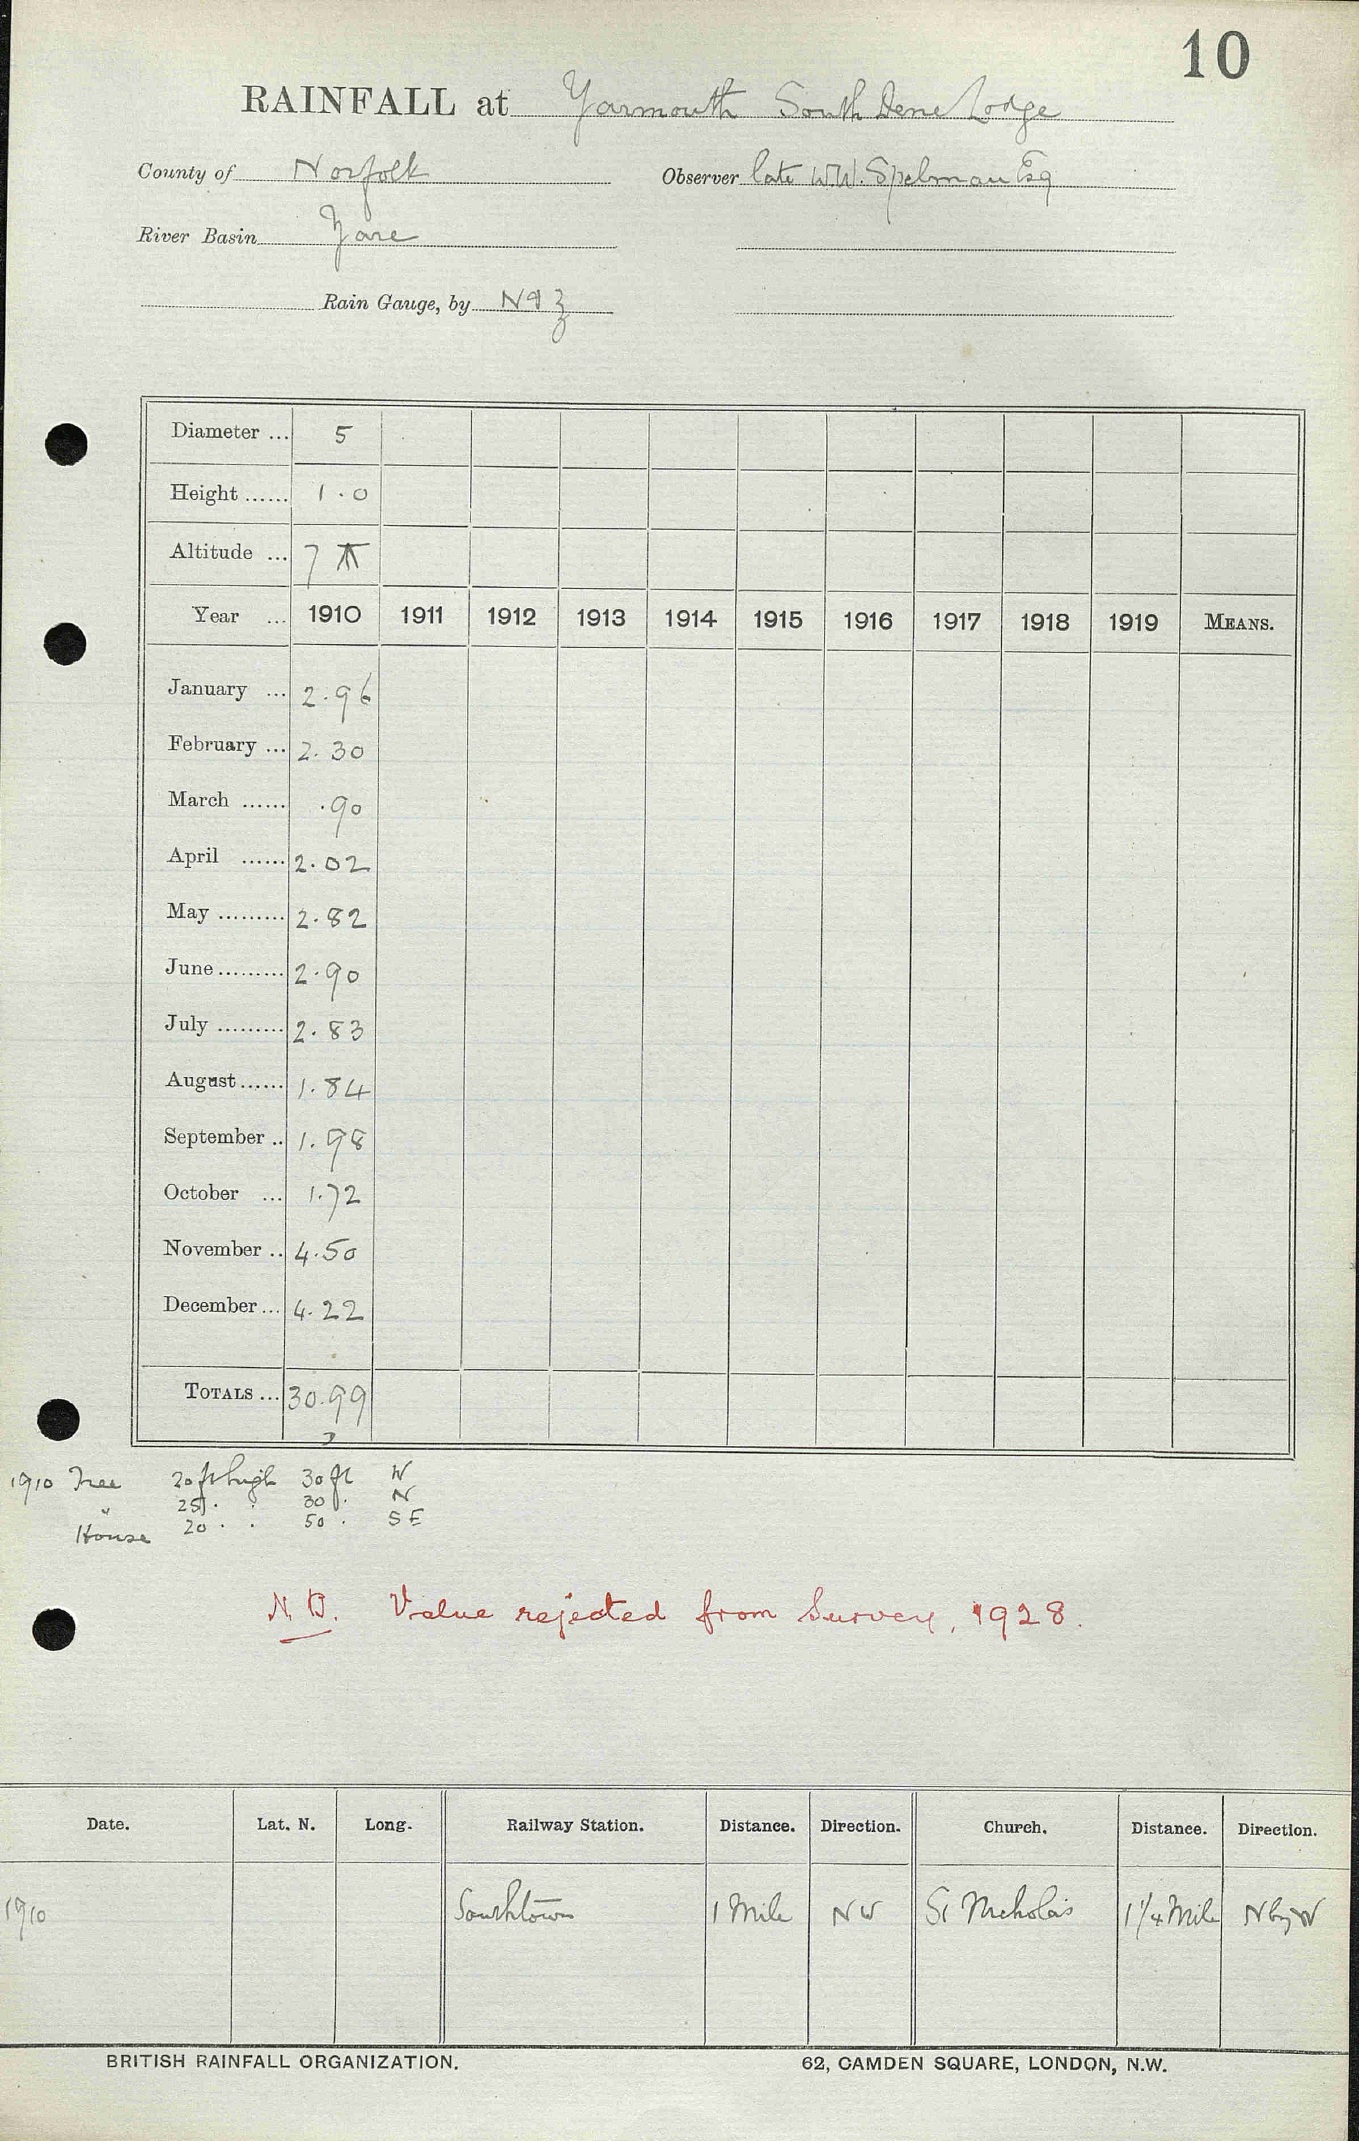 10
RAINFALL at Yarmouth South Dene Lodge
County of Norfolk Observer late W.W. Spelman Esq
River Basin Yare
Rain Gauge, by N & Z
Diameter ... 5
Height ...... 1.0
Altitude ... 7
Year ... 1910 1911 1912 1913 1914 1915 1916 1917 1918 1919 MEANS.
January ... 2.96
February ... 2.30
March ...... .90
April ...... 2.02
May ......... 2.82
June ......... 2.90
July ......... 2.83
August ...... 1.84
September .. 1.98
October ... 1.72
November .. 4.50
December ... 4.22
TOTALS ... 30.99
1910 Tree 20 ft high 30 ft W
" 25 . . 30 . N
House 20 . . 50 . SE
N.B. Value rejected from Survey, 1928.
Date. Lat. N. Long. Railway Station. Distance. Direction. Church. Distance. Direction.
1910 Southtown 1 Mile NW St Nicholas 1¼ Mile N by W
BRITISH RAINFALL ORGANIZATION. 62, CAMDEN SQUARE, LONDON, N.W.